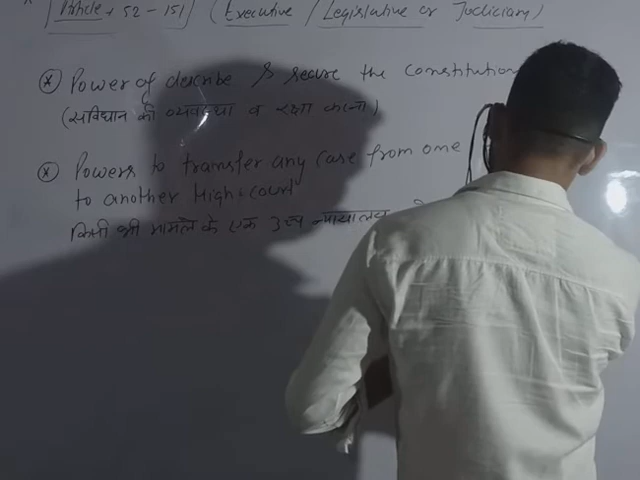 Article + 52 - 151 (Executive / Legislative or Judiciary)
Power of describe & secure the constitution
(संविधान की व्यवस्था व रक्षा करना)
Powers to transfer any case from one
to another High court
किसी भी मामले के एक उच्च न्यायालय